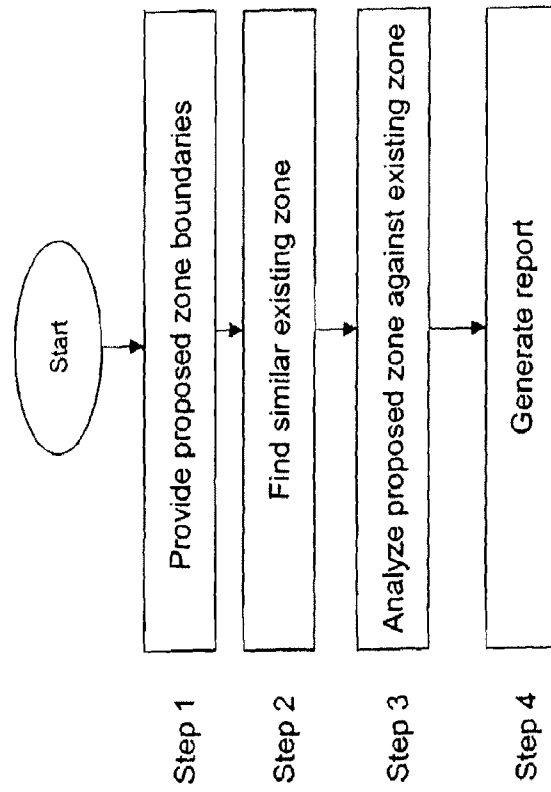 Start
Step 1
Provide proposed zone boundaries
Step 2
Find similar existing zone
Step 3
Analyze proposed zone against existing zone
Step 4
Generate report